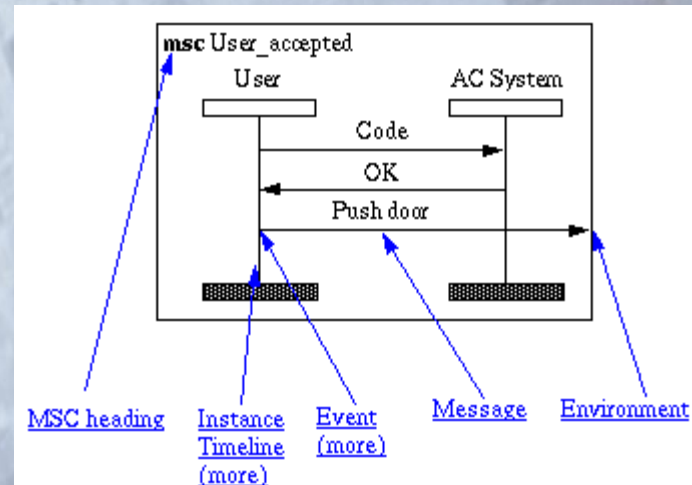 msc User_accepted
User
AC System
Code
OK
Push door
MSC heading
Instance
Timeline
(more)
Event
(more)
Message
Environment